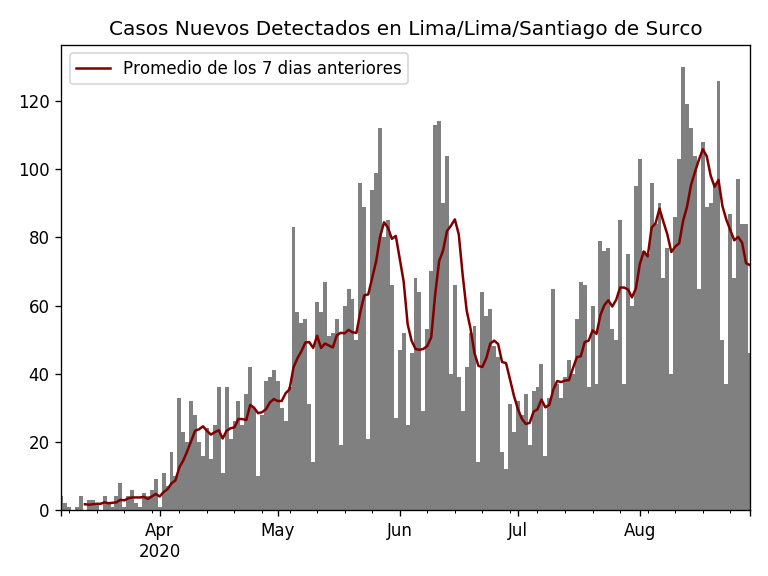 Casos Nuevos Detectados en Lima/Lima/Santiago de Surco
Promedio de los 7 dias anteriores
120
100
80
60
40
20
0
Apr May Jun Jul Aug
2020